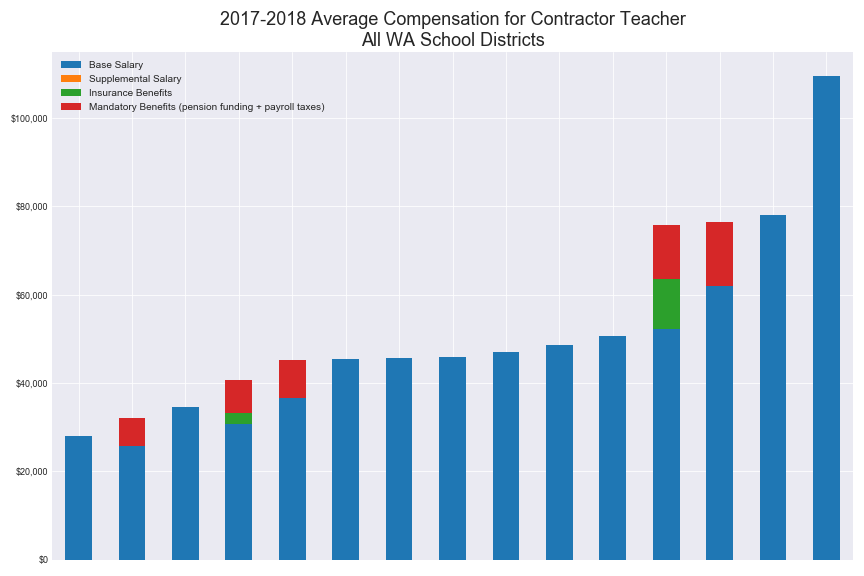 2017-2018 Average Compensation for Contractor Teacher
All WA School Districts
Base Salary
Supplemental Salary
Insurance Benefits
Mandatory Benefits (pension funding + payroll taxes)
$100,000
$80,000
$60,000
$40,000
$20,000
$0